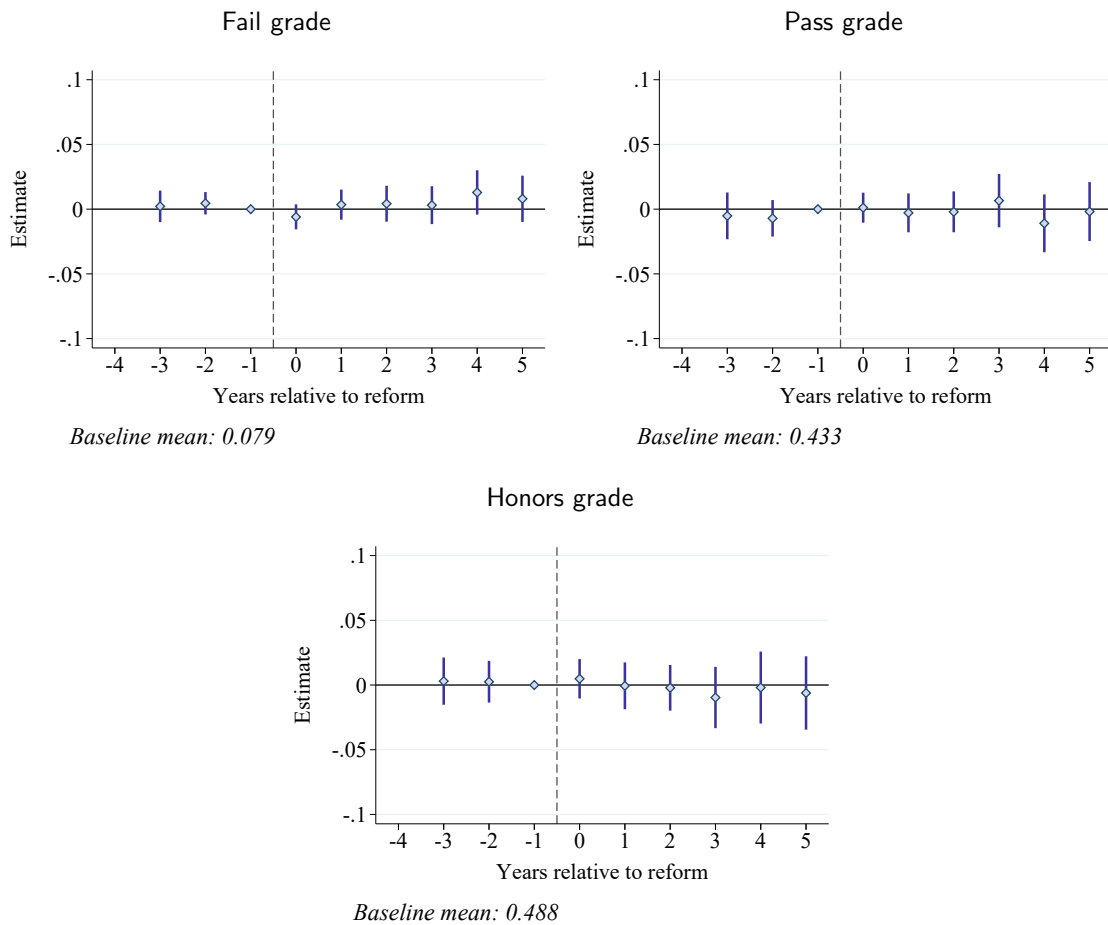 Fail grade
Estimate
.1
.05
0
-.05
-.1
-4 -3 -2 -1 0 1 2 3 4 5
Years relative to reform
Baseline mean: 0.079
Pass grade
Estimate
.1
.05
0
-.05
-.1
-4 -3 -2 -1 0 1 2 3 4 5
Years relative to reform
Baseline mean: 0.433
Honors grade
Estimate
.1
.05
0
-.05
-.1
-4 -3 -2 -1 0 1 2 3 4 5
Years relative to reform
Baseline mean: 0.488